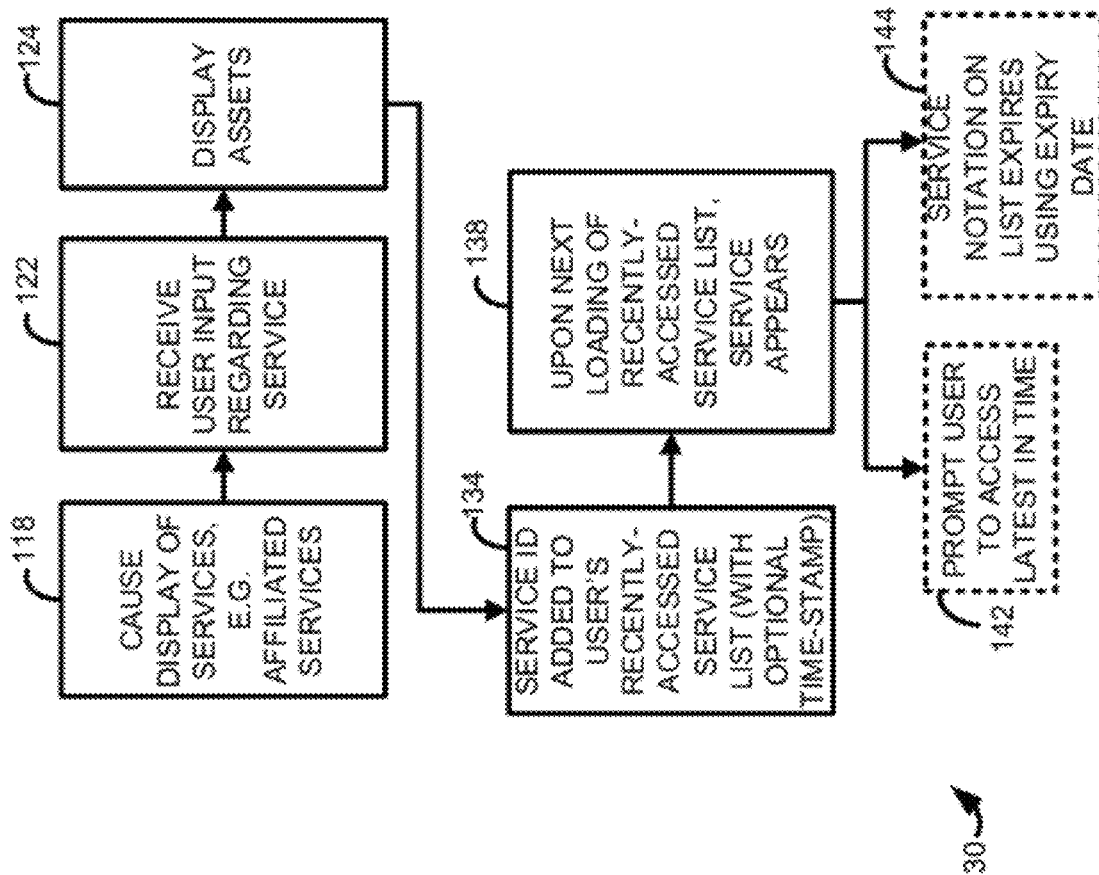 118
CAUSE
DISPLAY OF
SERVICES,
E.G.
AFFILIATED
SERVICES
122
RECEIVE
USER INPUT
REGARDING
SERVICE
124
DISPLAY
ASSETS
134
SERVICE ID
ADDED TO
USER'S
RECENTLY-
ACCESSED
SERVICE
LIST (WITH
OPTIONAL
TIME-STAMP)
138
UPON NEXT
LOADING OF
RECENTLY-
ACCESSED
SERVICE LIST,
SERVICE
APPEARS
142
PROMPT USER
TO ACCESS
LATEST IN TIME
144
SERVICE
NOTATION ON
LIST EXPIRES
USING EXPIRY
DATE
30